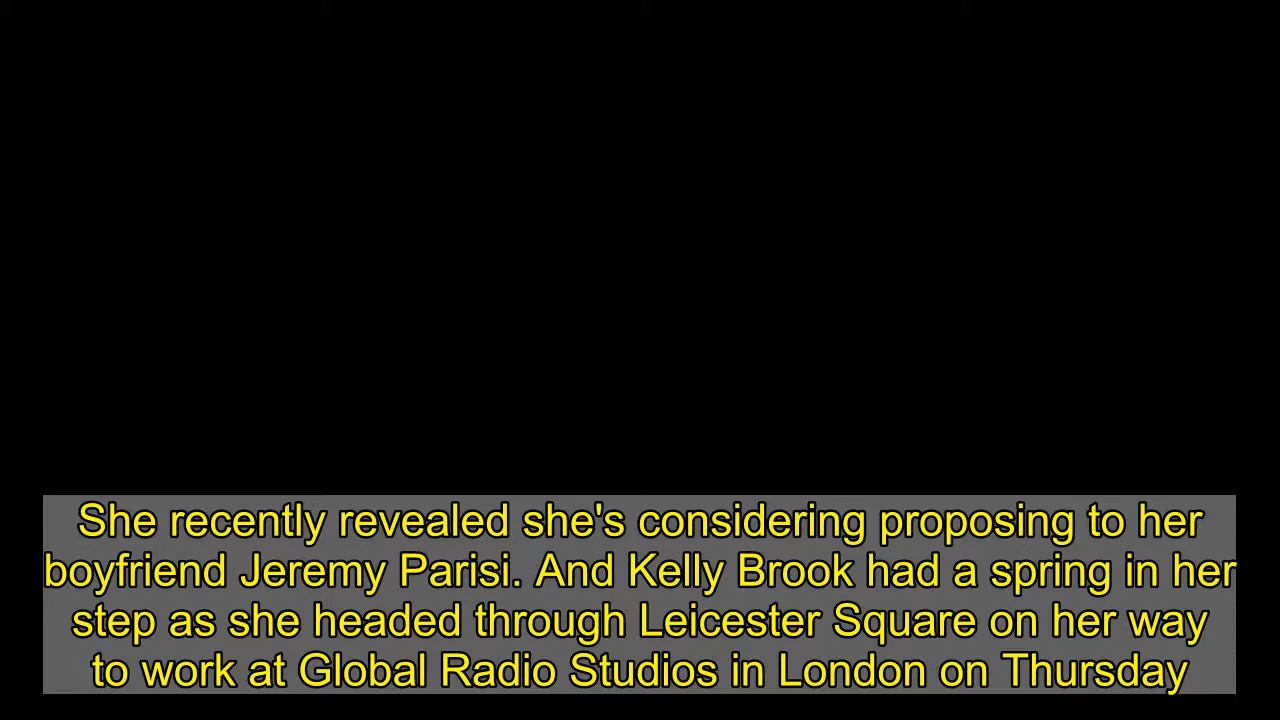 She recently revealed she's considering proposing to her
boyfriend Jeremy Parisi. And Kelly Brook had a spring in her
step as she headed through Leicester Square on her way
to work at Global Radio Studios in London on Thursday